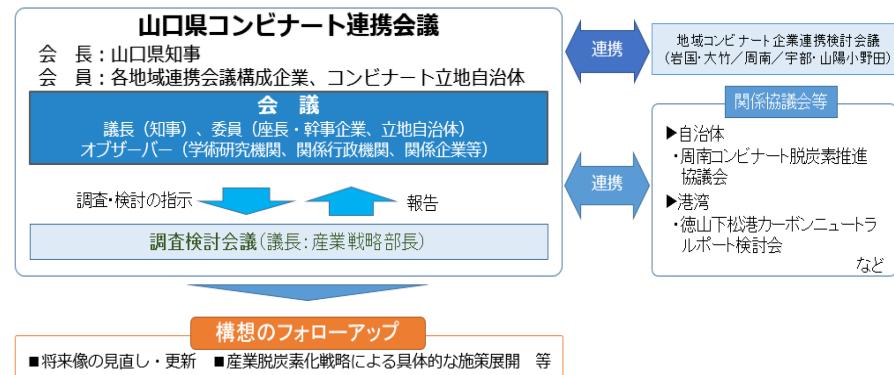 山口県コンビナート連携会議
会　長：山口県知事
会　員：各地域連携会議構成企業、コンビナート立地自治体
会　議
議長（知事）、委員（座長・幹事企業、立地自治体）
オブザーバー（学術研究機関、関係行政機関、関係企業等）
調査・検討の指示
報告
調査検討会議（議長：産業戦略部長）
連携
地域コンビナート企業連携検討会議
（岩国・大竹／周南／宇部・山陽小野田）
連携
関係協議会等
▶自治体
・周南コンビナート脱炭素推進
協議会
▶港湾
・徳山下松港カーボンニュートラ
ルポート検討会
など
構想のフォローアップ
■将来像の見直し・更新　■産業脱炭素化戦略による具体的な施策展開　等